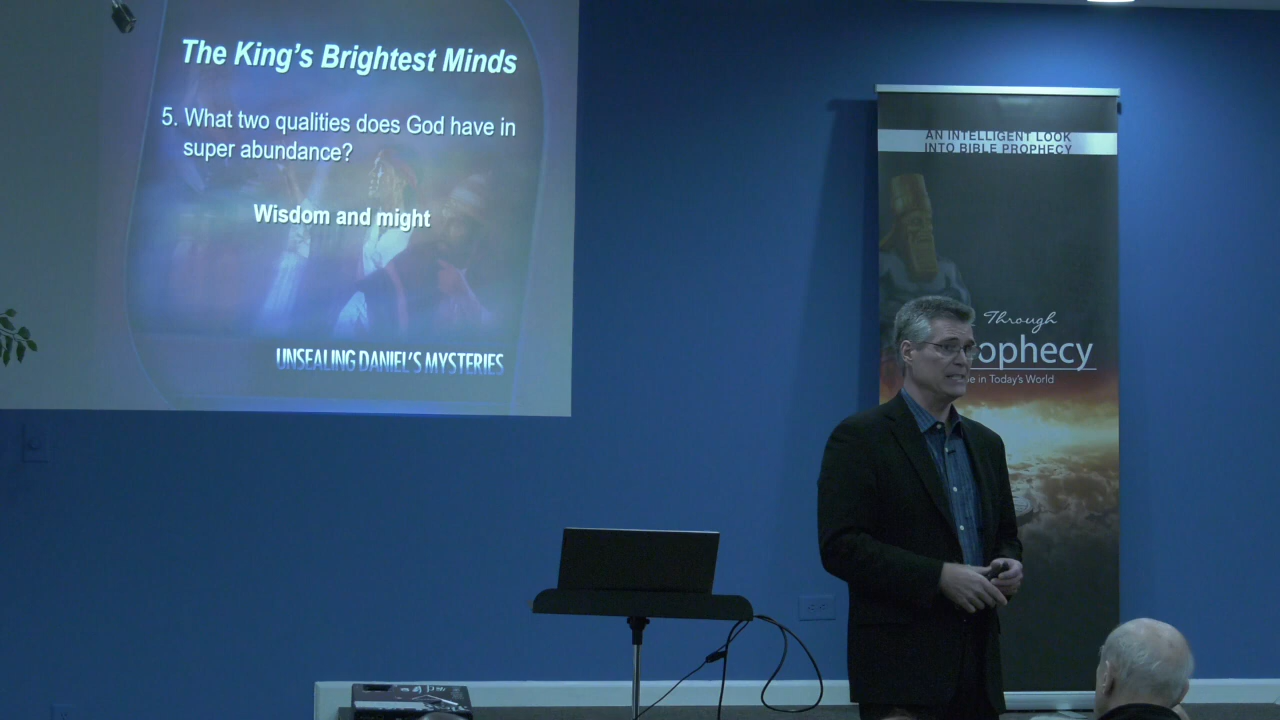 The King's Brightest Minds
5. What two qualities does God have in
super abundance?
Wisdom and might
UNSEALING DANIEL'S MYSTERIES
AN INTELLIGENT LOOK
INTO BIBLE PROPHECY
Through
ophecy
in Today's World